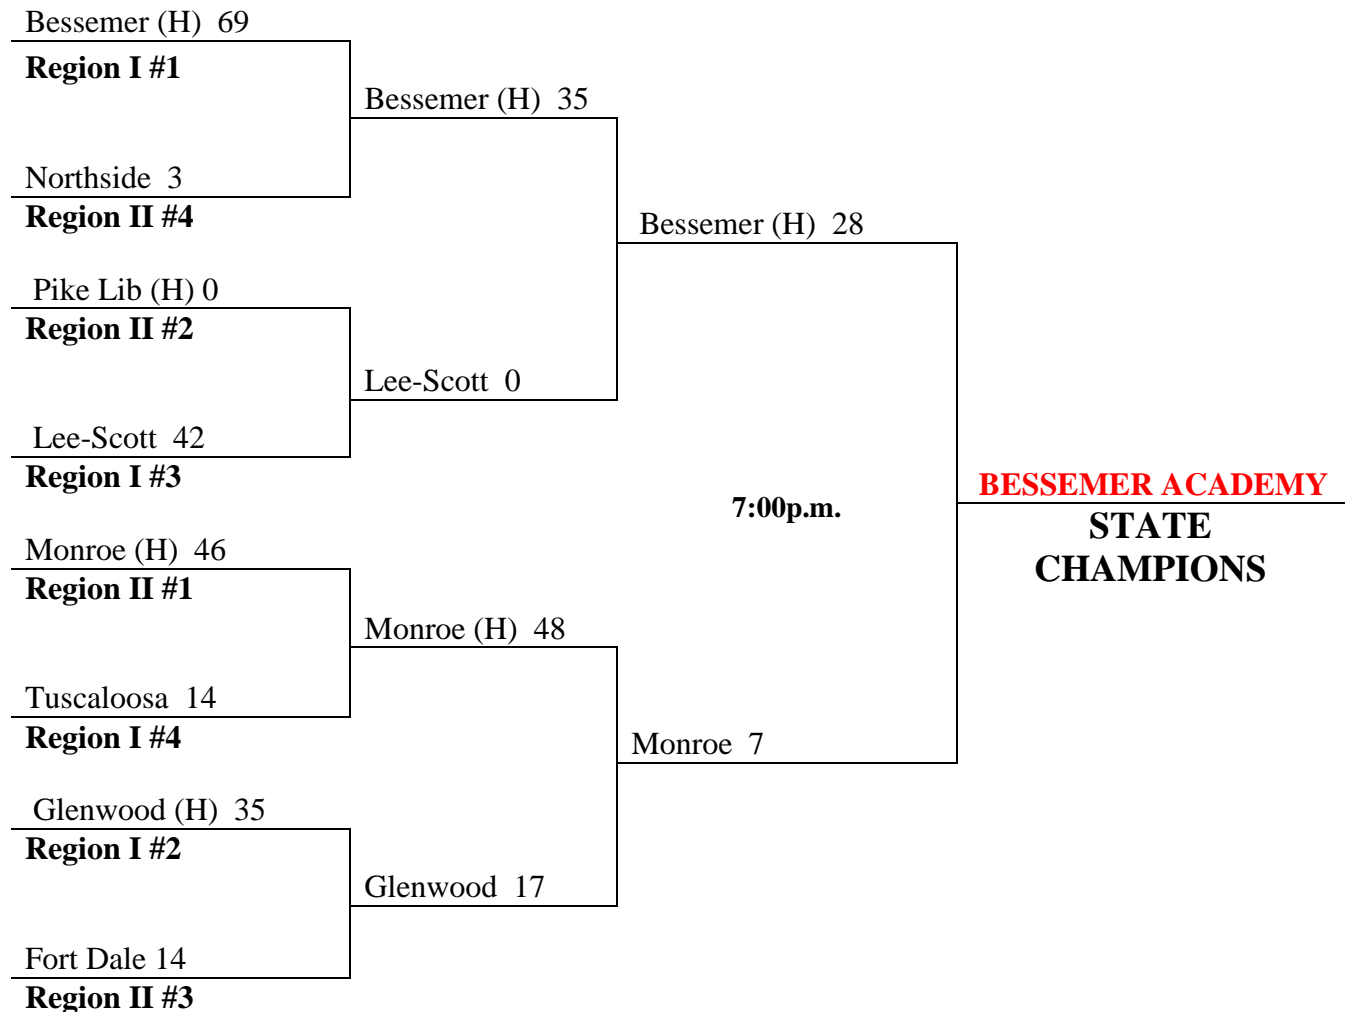 Bessemer (H) 69
Region I #1
Bessemer (H) 35
Northside 3
Region II #4
Bessemer (H) 28
Pike Lib (H) 0
Region II #2
Lee-Scott 0
Lee-Scott 42
Region I #3
BESSEMER ACADEMY
7:00p.m.
STATE
CHAMPIONS
Monroe (H) 46
Region II #1
Monroe (H) 48
Tuscaloosa 14
Region I #4
Monroe 7
Glenwood (H) 35
Region I #2
Glenwood 17
Fort Dale 14
Region II #3